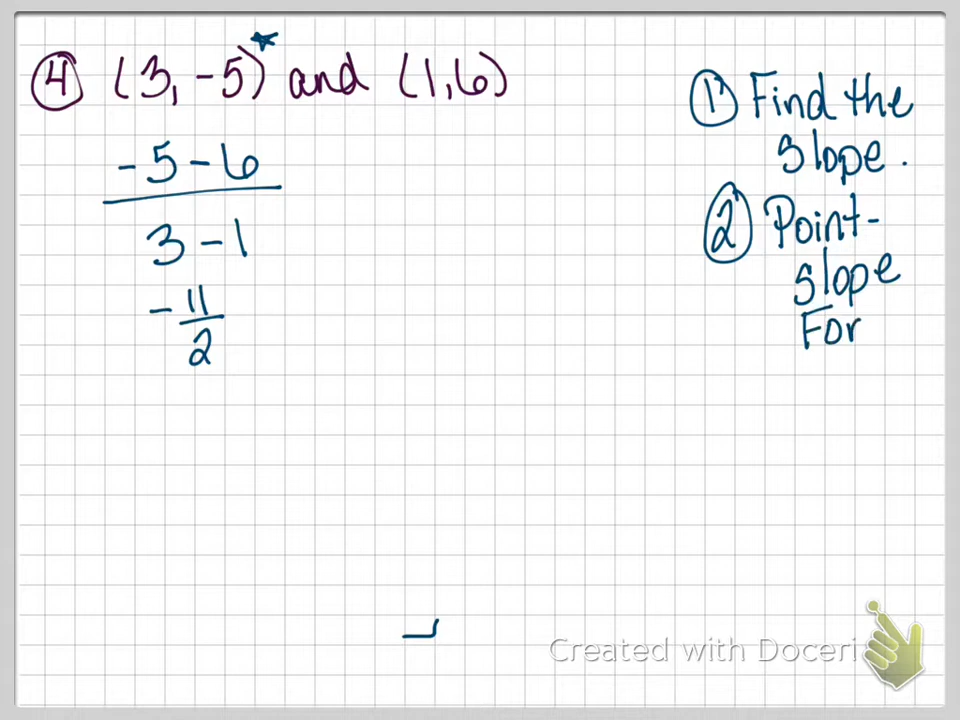 ④ (3, -5)* and (1, 6)
-5 - 6
3 - 1
- 11
2
① Find the
slope.
② Point-
slope
For
Created with Doceri